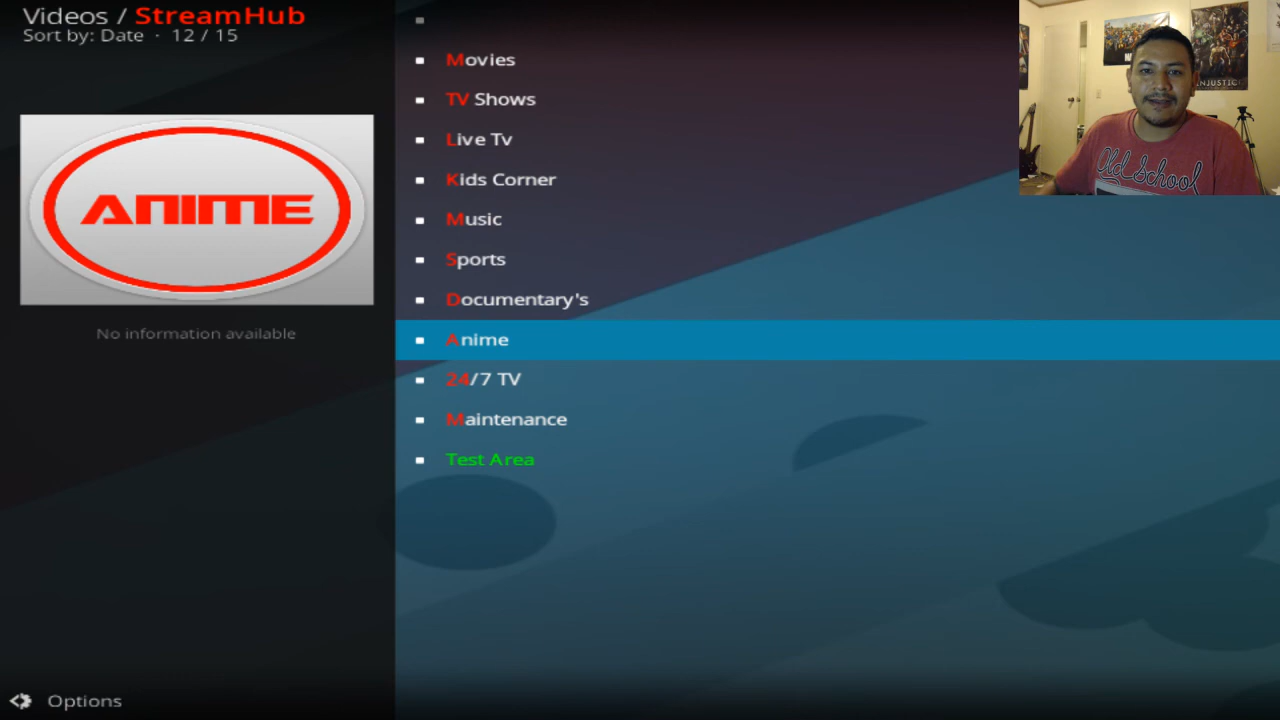 Videos / StreamHub
Sort by: Date · 12 / 15
ANIME
No information available
Movies
TV Shows
Live Tv
Kids Corner
Music
Sports
Documentary's
Anime
24/7 TV
Maintenance
Test Area
Options
INJUSTIC
Old School